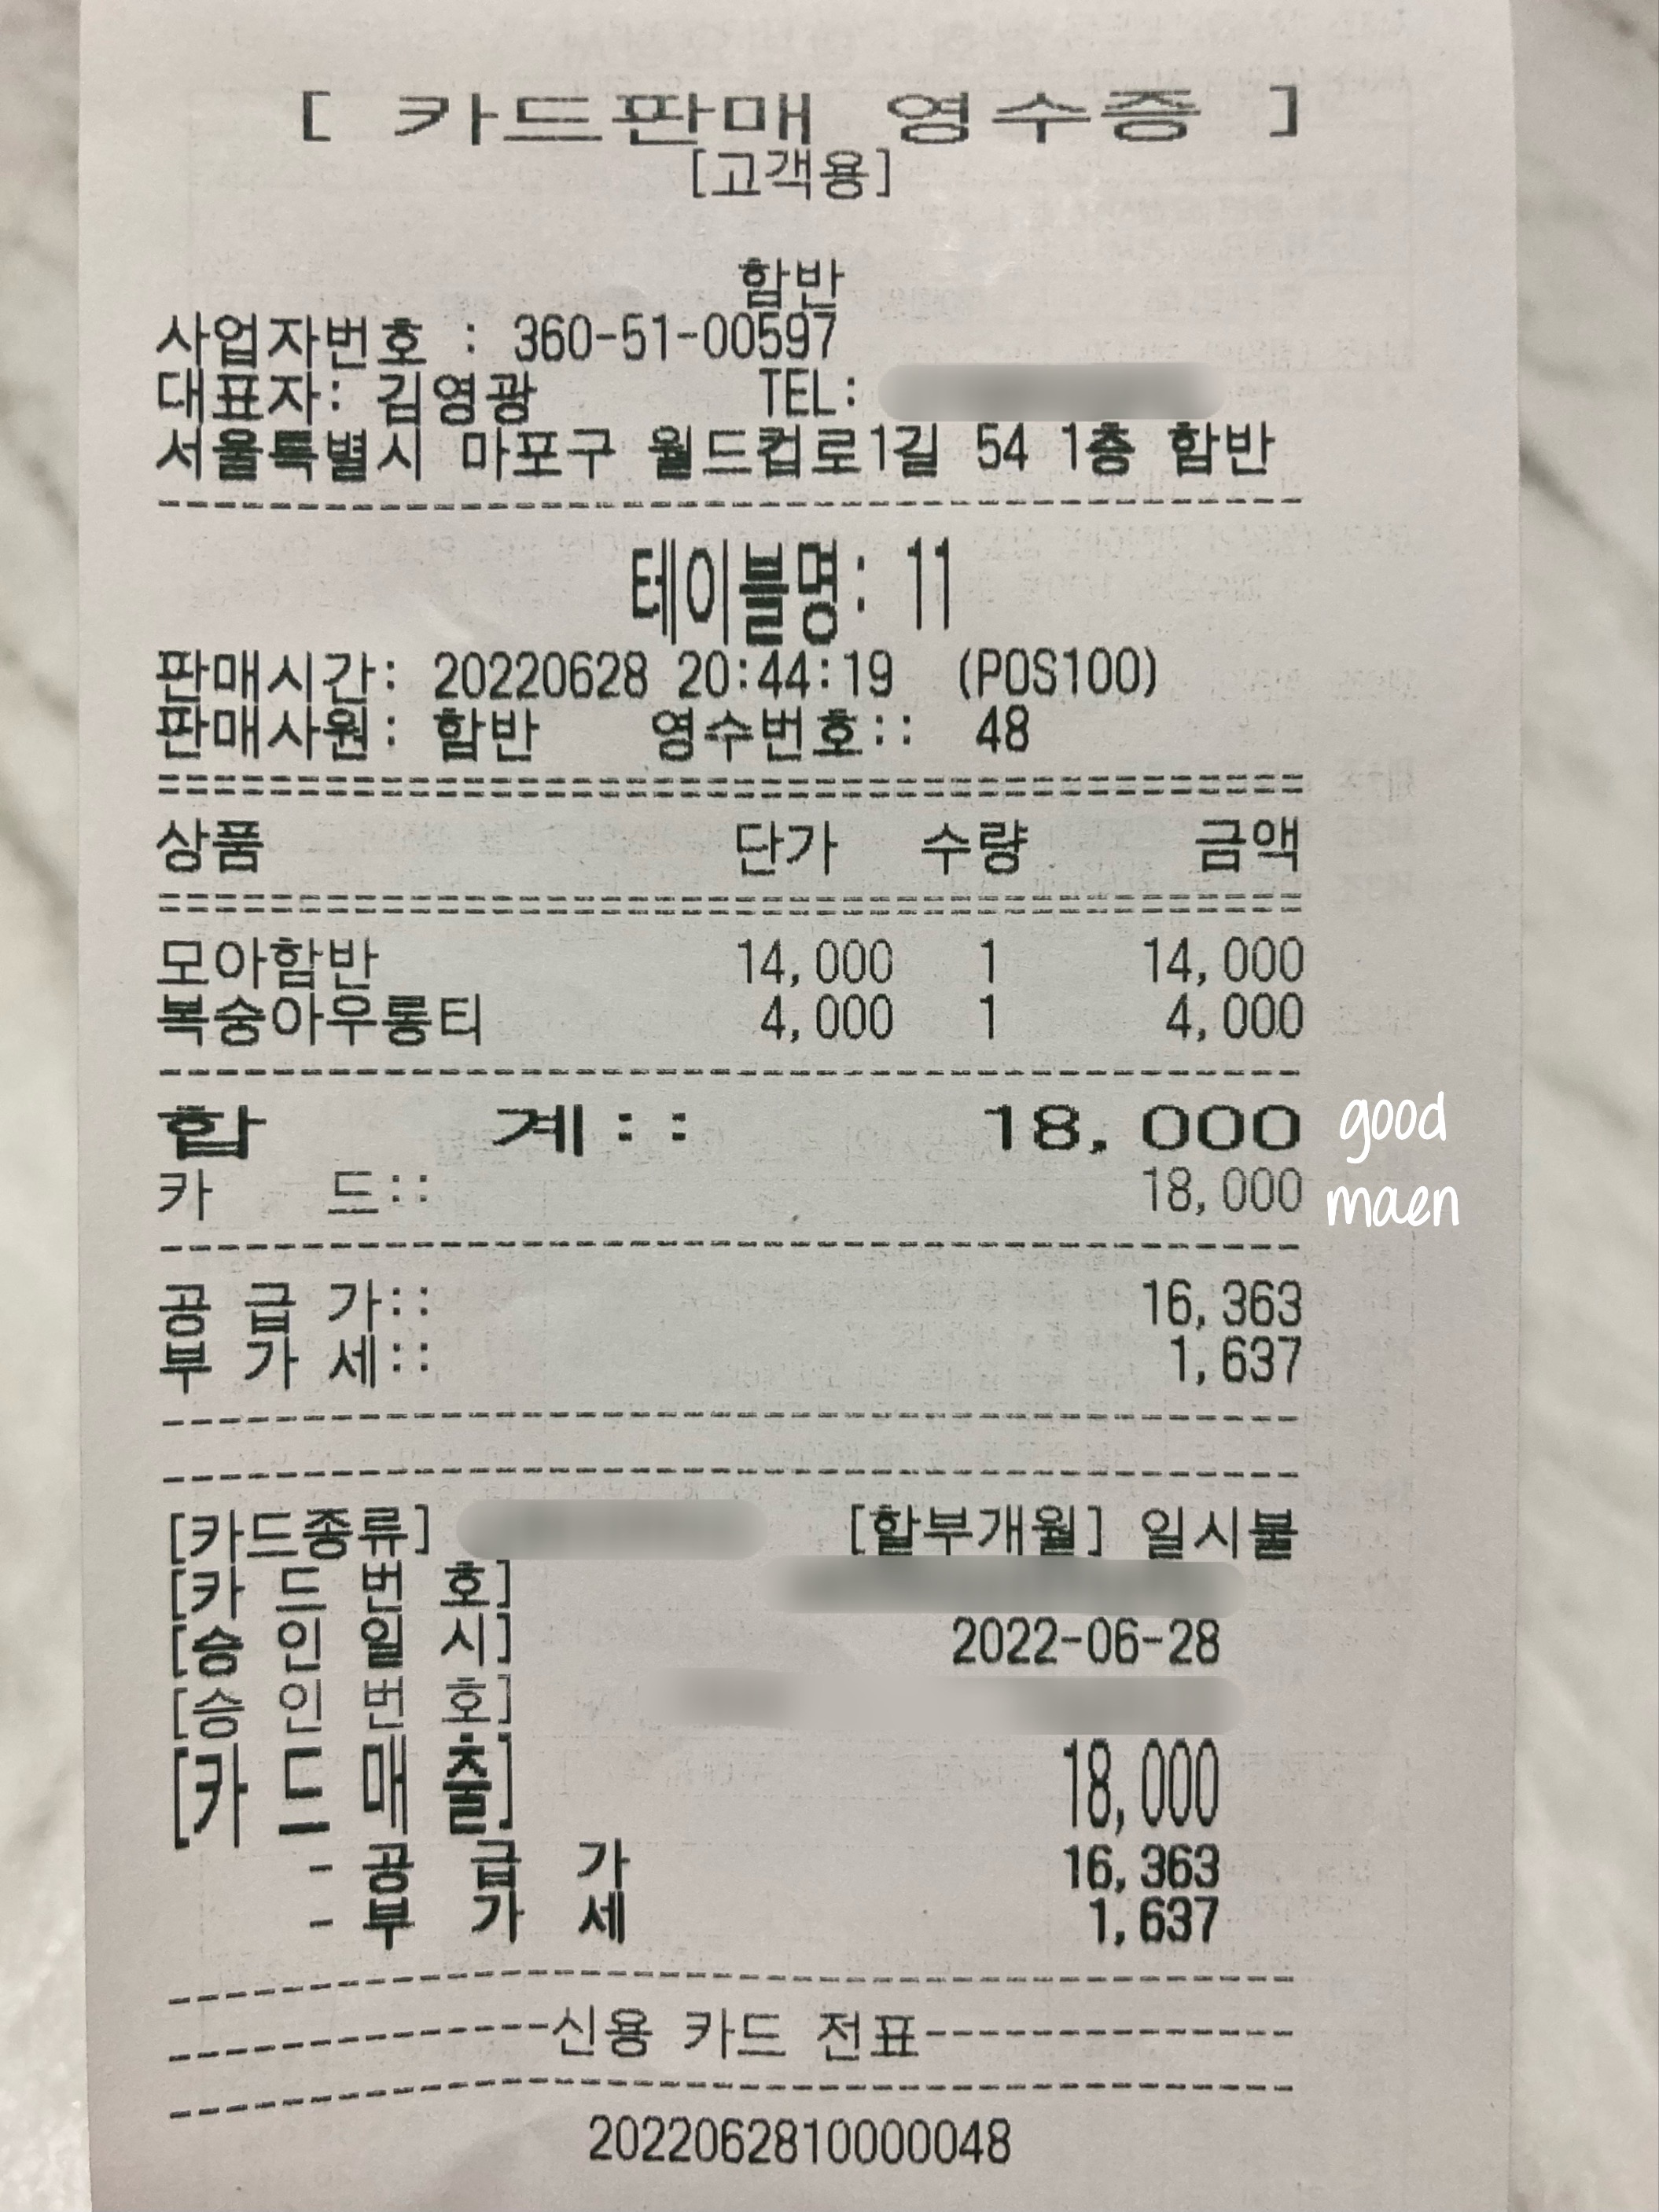 [ 카드판매 영수증 ]
[고객용]
함반
사업자번호 : 360-51-00597
대표자: 김영광 TEL:
서울특별시 마포구 월드컵로1길 54 1층 함반
테이블명: 11
판매시간: 20220628 20:44:19 (POS100)
판매사원: 함반 영수번호:: 48
상품 단가 수량 금액
모아함반 14,000 1 14,000
복숭아우롱티 4,000 1 4,000
합 계:: 18,000
good
카 드:: 18,000
maen
공 급 가:: 16,363
부 가 세:: 1,637
[카드종류] [할부개월] 일시불
[카 드 번 호]
[승 인 일 시] 2022-06-28
[승 인 번 호]
[카 드 매 출] 18,000
- 공 급 가 16,363
- 부 가 세 1,637
--------------신용 카드 전표--------------
2022062810000048